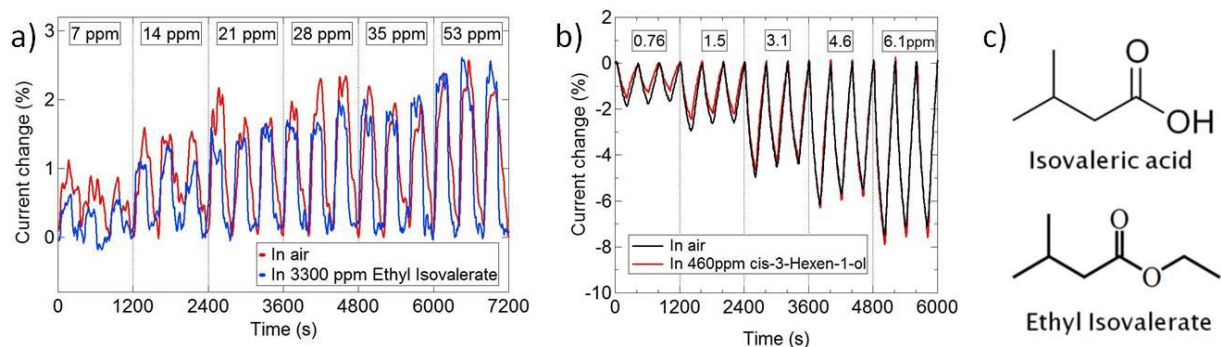 a)
3
2
1
0
Current change (%)
7 ppm 14 ppm 21 ppm 28 ppm 35 ppm 53 ppm
In air
In 3300 ppm Ethyl Isovalerate
0 1200 2400 3600 4800 6000 7200
Time (s)
b)
2
0
-2
-4
-6
-8
-10
Current change (%)
0.76 1.5 3.1 4.6 6.1ppm
In air
In 460ppm cis-3-Hexen-1-ol
0 1200 2400 3600 4800 6000
Time (s)
c)
O
OH
Isovaleric acid
O
O
Ethyl Isovalerate